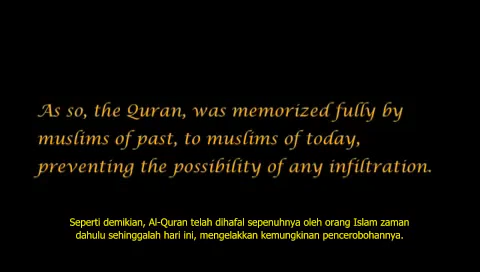 As so, the Quran, was memorized fully by
muslims of past, to muslims of today,
preventing the possibility of any infiltration.
Seperti demikian, Al-Quran telah dihafal sepenuhnya oleh orang Islam zaman
dahulu sehinggalah hari ini, mengelakkan kemungkinan pencerobohannya.